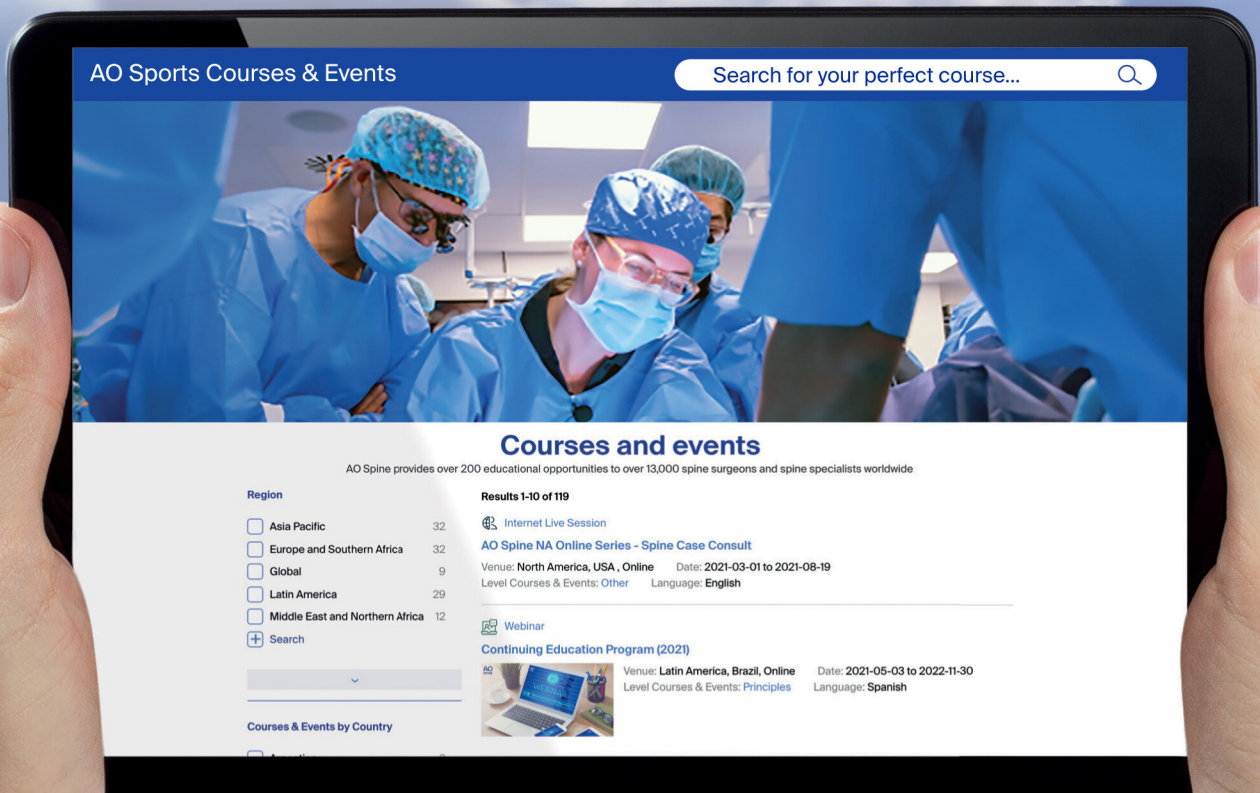 AO Sports Courses & Events
Search for your perfect course...
Courses and events
AO Spine provides over 200 educational opportunities to over 13,000 spine surgeons and spine specialists worldwide
Region
Asia Pacific 32
Europe and Southern Africa 32
Global 9
Latin America 29
Middle East and Northern Africa 12
Search
Courses & Events by Country
Results 1-10 of 119
Internet Live Session
AO Spine NA Online Series - Spine Case Consult
Venue: North America, USA , Online Date: 2021-03-01 to 2021-08-19
Level Courses & Events: Other Language: English
Webinar
Continuing Education Program (2021)
AO
WEBINAR
Venue: Latin America, Brazil, Online Date: 2021-05-03 to 2022-11-30
Level Courses & Events: Principles Language: Spanish